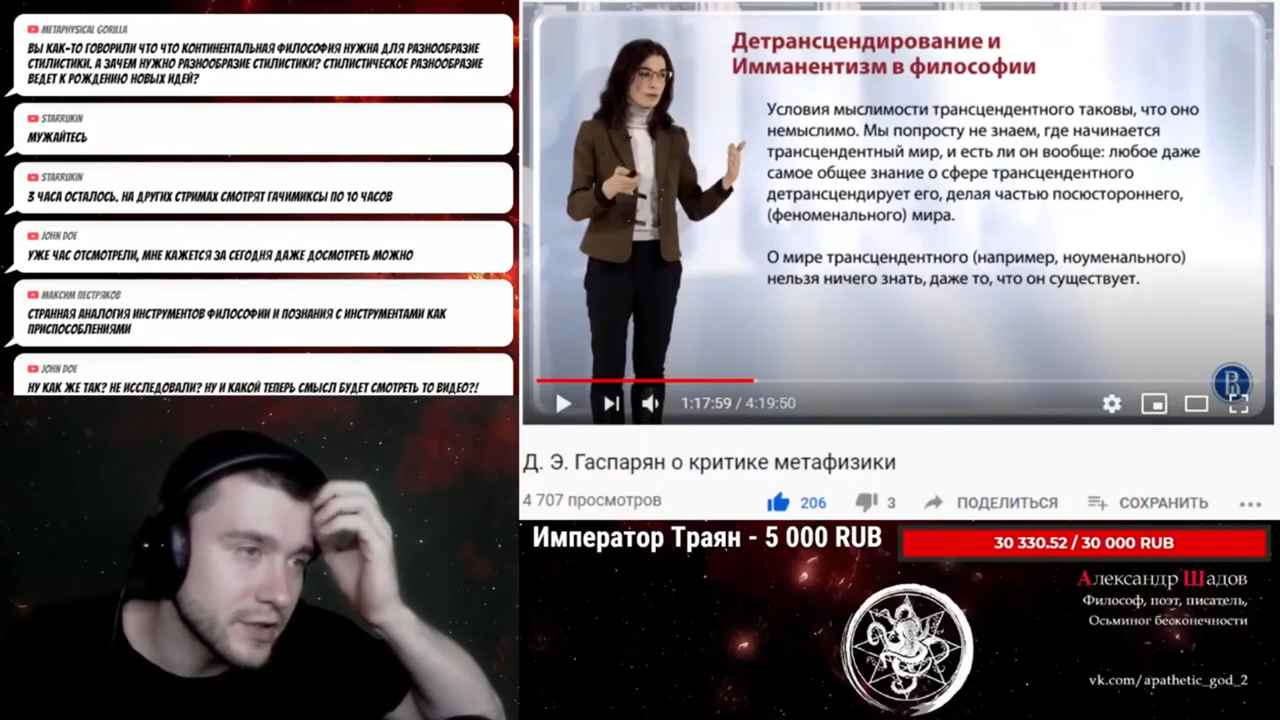 METAPHYSICAL GORILLA
ВЫ КАК-ТО ГОВОРИЛИ ЧТО ЧТО КОНТИНЕНТАЛЬНАЯ ФИЛОСОФИЯ НУЖНА ДЛЯ РАЗНООБРАЗИЕ
СТИЛИСТИКИ. А ЗАЧЕМ НУЖНО РАЗНООБРАЗИЕ СТИЛИСТИКИ? СТИЛИСТИЧЕСКОЕ РАЗНООБРАЗИЕ
ВЕДЕТ К РОЖДЕНИЮ НОВЫХ ИДЕЙ?
STARRUKIN
МУЖАЙТЕСЬ
STARRUKIN
3 ЧАСА ОСТАЛОСЬ. НА ДРУГИХ СТРИМАХ СМОТРЯТ ГАЧИМИКСЫ ПО 10 ЧАСОВ
JOHN DOE
УЖЕ ЧАС ОТСМОТРЕЛИ, МНЕ КАЖЕТСЯ ЗА СЕГОДНЯ ДАЖЕ ДОСМОТРЕТЬ МОЖНО
МАКСИМ ПЕСТРЯКОВ
СТРАННАЯ АНАЛОГИЯ ИНСТРУМЕНТОВ ФИЛОСОФИИ И ПОЗНАНИЯ С ИНСТРУМЕНТАМИ КАК
ПРИСПОСОБЛЕНИЯМИ
JOHN DOE
НУ КАК ЖЕ ТАК? НЕ ИССЛЕДОВАЛИ? НУ И КАКОЙ ТЕПЕРЬ СМЫСЛ БУДЕТ СМОТРЕТЬ ТО ВИДЕО?!
Детрансцендирование и
Имманентизм в философии
Условия мыслимости трансцендентного таковы, что оно
немыслимо. Мы попросту не знаем, где начинается
трансцендентный мир, и есть ли он вообще: любое даже
самое общее знание о сфере трансцендентного
детрансцендирует его, делая частью посюстороннего,
(феноменального) мира.
О мире трансцендентного (например, ноуменального)
нельзя ничего знать, даже то, что он существует.
1:17:59 / 4:19:50
Д. Э. Гаспарян о критике метафизики
4 707 просмотров
206
3
ПОДЕЛИТЬСЯ
СОХРАНИТЬ
Император Траян - 5 000 RUB
30 330.52 / 30 000 RUB
Александр Шадов
Философ, поэт, писатель,
Осьминог бесконечности
vk.com/apathetic_god_2